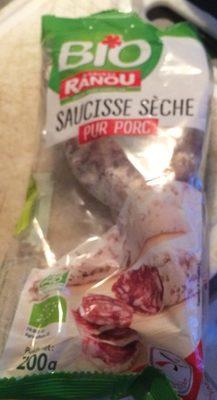 BIO
RANOU
SAUCISSE SÈCHE
PUR PORC
200g